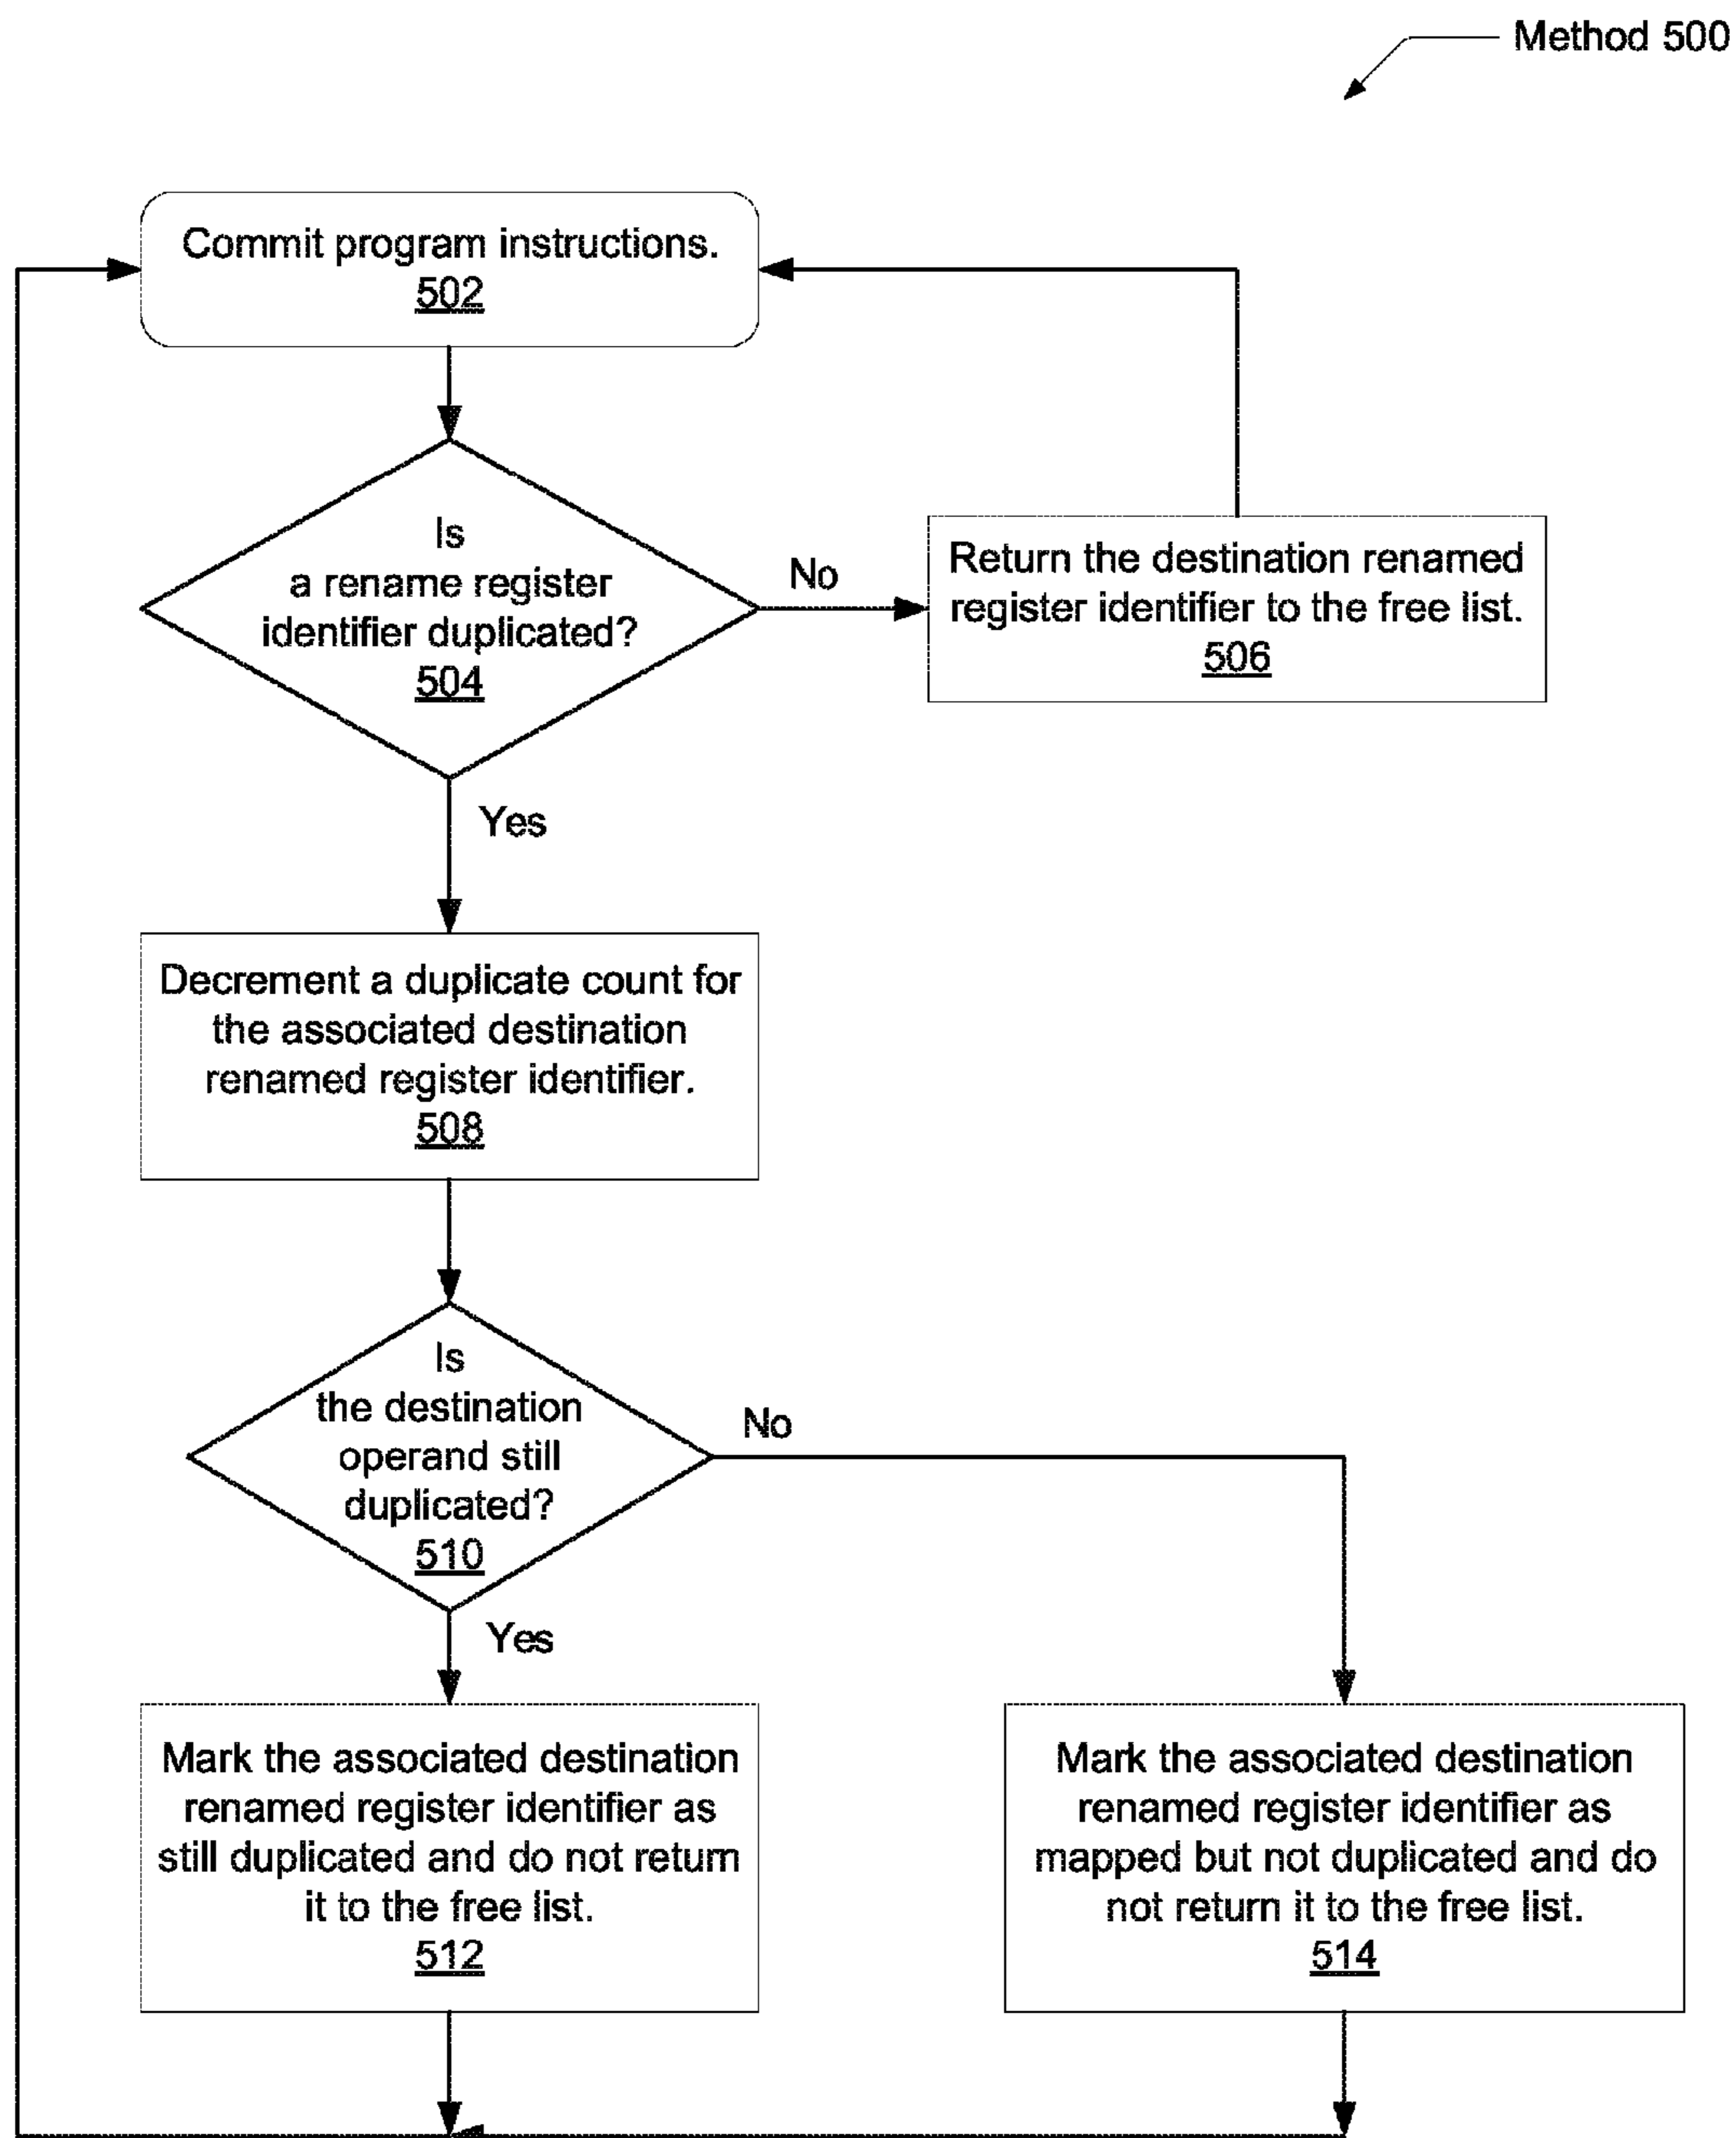 Method 500
Commit program instructions.
502
Is
a rename register
identifier duplicated?
504
No
Return the destination renamed
register identifier to the free list.
506
Yes
Decrement a duplicate count for
the associated destination
renamed register identifier.
508
Is
the destination
operand still
duplicated?
510
No
Yes
Mark the associated destination
renamed register identifier as
still duplicated and do not return
it to the free list.
512
Mark the associated destination
renamed register identifier as
mapped but not duplicated and do
not return it to the free list.
514